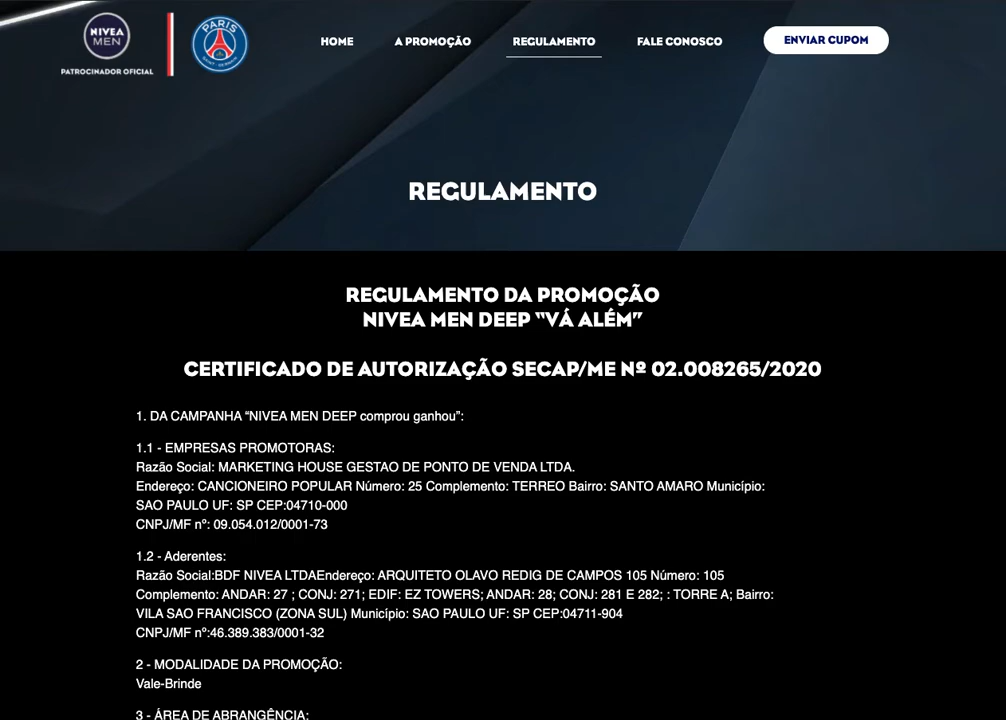 NIVEA
MEN
PATROCINADOR OFICIAL
PARIS
SAINT-GERMAIN
HOME
A PROMOÇÃO
REGULAMENTO
FALE CONOSCO
ENVIAR CUPOM
REGULAMENTO
REGULAMENTO DA PROMOÇÃO
NIVEA MEN DEEP “VÁ ALÉM”
CERTIFICADO DE AUTORIZAÇÃO SECAP/ME Nº 02.008265/2020
1. DA CAMPANHA “NIVEA MEN DEEP comprou ganhou”:
1.1 - EMPRESAS PROMOTORAS:
Razão Social: MARKETING HOUSE GESTAO DE PONTO DE VENDA LTDA.
Endereço: CANCIONEIRO POPULAR Número: 25 Complemento: TERREO Bairro: SANTO AMARO Município:
SAO PAULO UF: SP CEP:04710-000
CNPJ/MF nº: 09.054.012/0001-73
1.2 - Aderentes:
Razão Social:BDF NIVEA LTDAEndereço: ARQUITETO OLAVO REDIG DE CAMPOS 105 Número: 105
Complemento: ANDAR: 27 ; CONJ: 271; EDIF: EZ TOWERS; ANDAR: 28; CONJ: 281 E 282; : TORRE A; Bairro:
VILA SAO FRANCISCO (ZONA SUL) Município: SAO PAULO UF: SP CEP:04711-904
CNPJ/MF nº:46.389.383/0001-32
2 - MODALIDADE DA PROMOÇÃO:
Vale-Brinde
3 - ÁREA DE ABRANGÊNCIA: